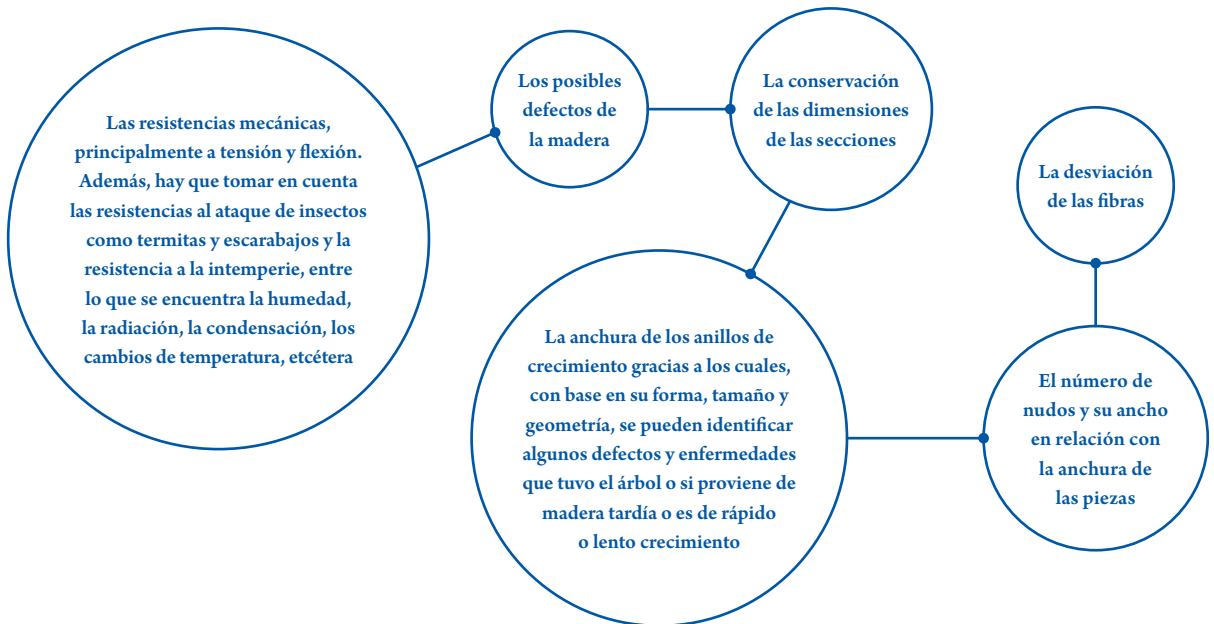 Las resistencias mecánicas,
principalmente a tensión y flexión.
Además, hay que tomar en cuenta
las resistencias al ataque de insectos
como termitas y escarabajos y la
resistencia a la intemperie, entre
lo que se encuentra la humedad,
la radiación, la condensación, los
cambios de temperatura, etcétera
Los posibles
defectos de
la madera
La conservación
de las dimensiones
de las secciones
La anchura de los anillos de
crecimiento gracias a los cuales,
con base en su forma, tamaño y
geometría, se pueden identificar
algunos defectos y enfermedades
que tuvo el árbol o si proviene de
madera tardía o es de rápido
o lento crecimiento
El número de
nudos y su ancho
en relación con
la anchura de
las piezas
La desviación
de las fibras